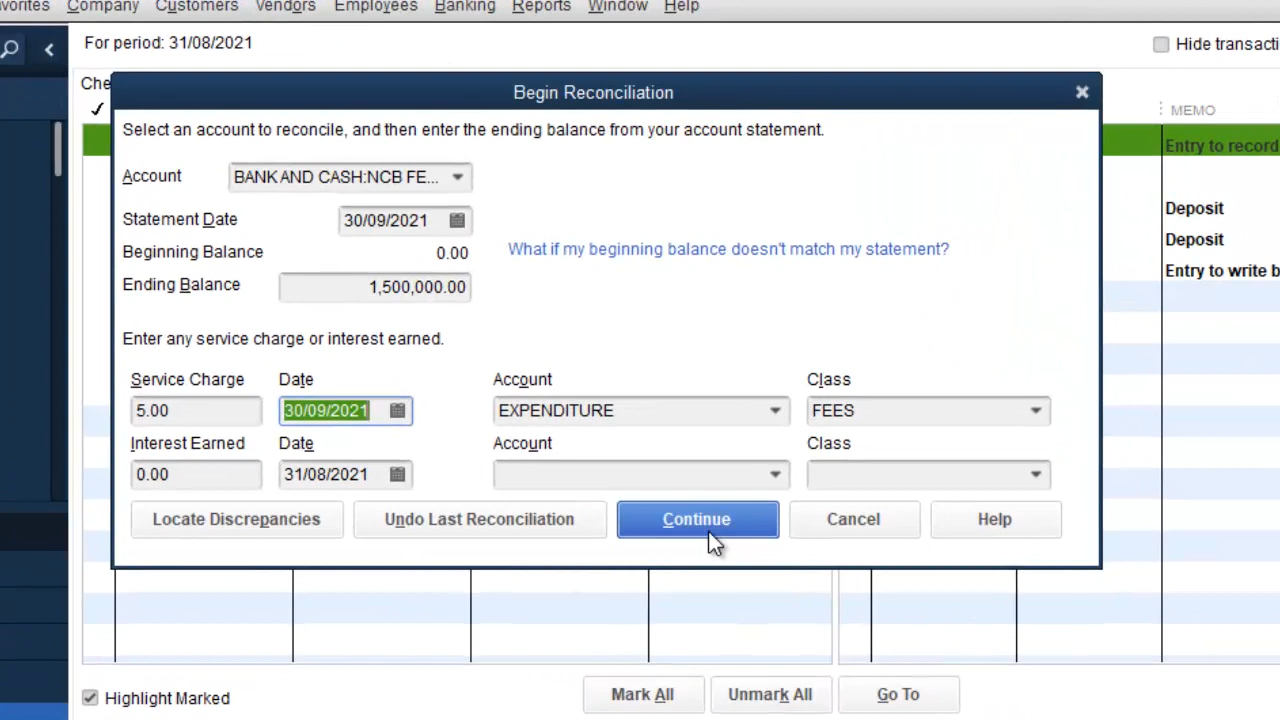 avorites Company Customers Vendors Employees Banking Reports Window Help
For period: 31/08/2021
Hide transacti
Che
MEMO
Begin Reconciliation
Select an account to reconcile, and then enter the ending balance from your account statement.
Entry to record
Account BANK AND CASH:NCB FE...
Deposit
Statement Date 30/09/2021
Deposit
Beginning Balance 0.00 What if my beginning balance doesn't match my statement?
Entry to write b
Ending Balance 1,500,000.00
Enter any service charge or interest earned.
Service Charge Date Account Class
5.00 30/09/2021 EXPENDITURE FEES
Interest Earned Date Account Class
0.00 31/08/2021
Locate Discrepancies Undo Last Reconciliation Continue Cancel Help
Highlight Marked Mark All Unmark All Go To